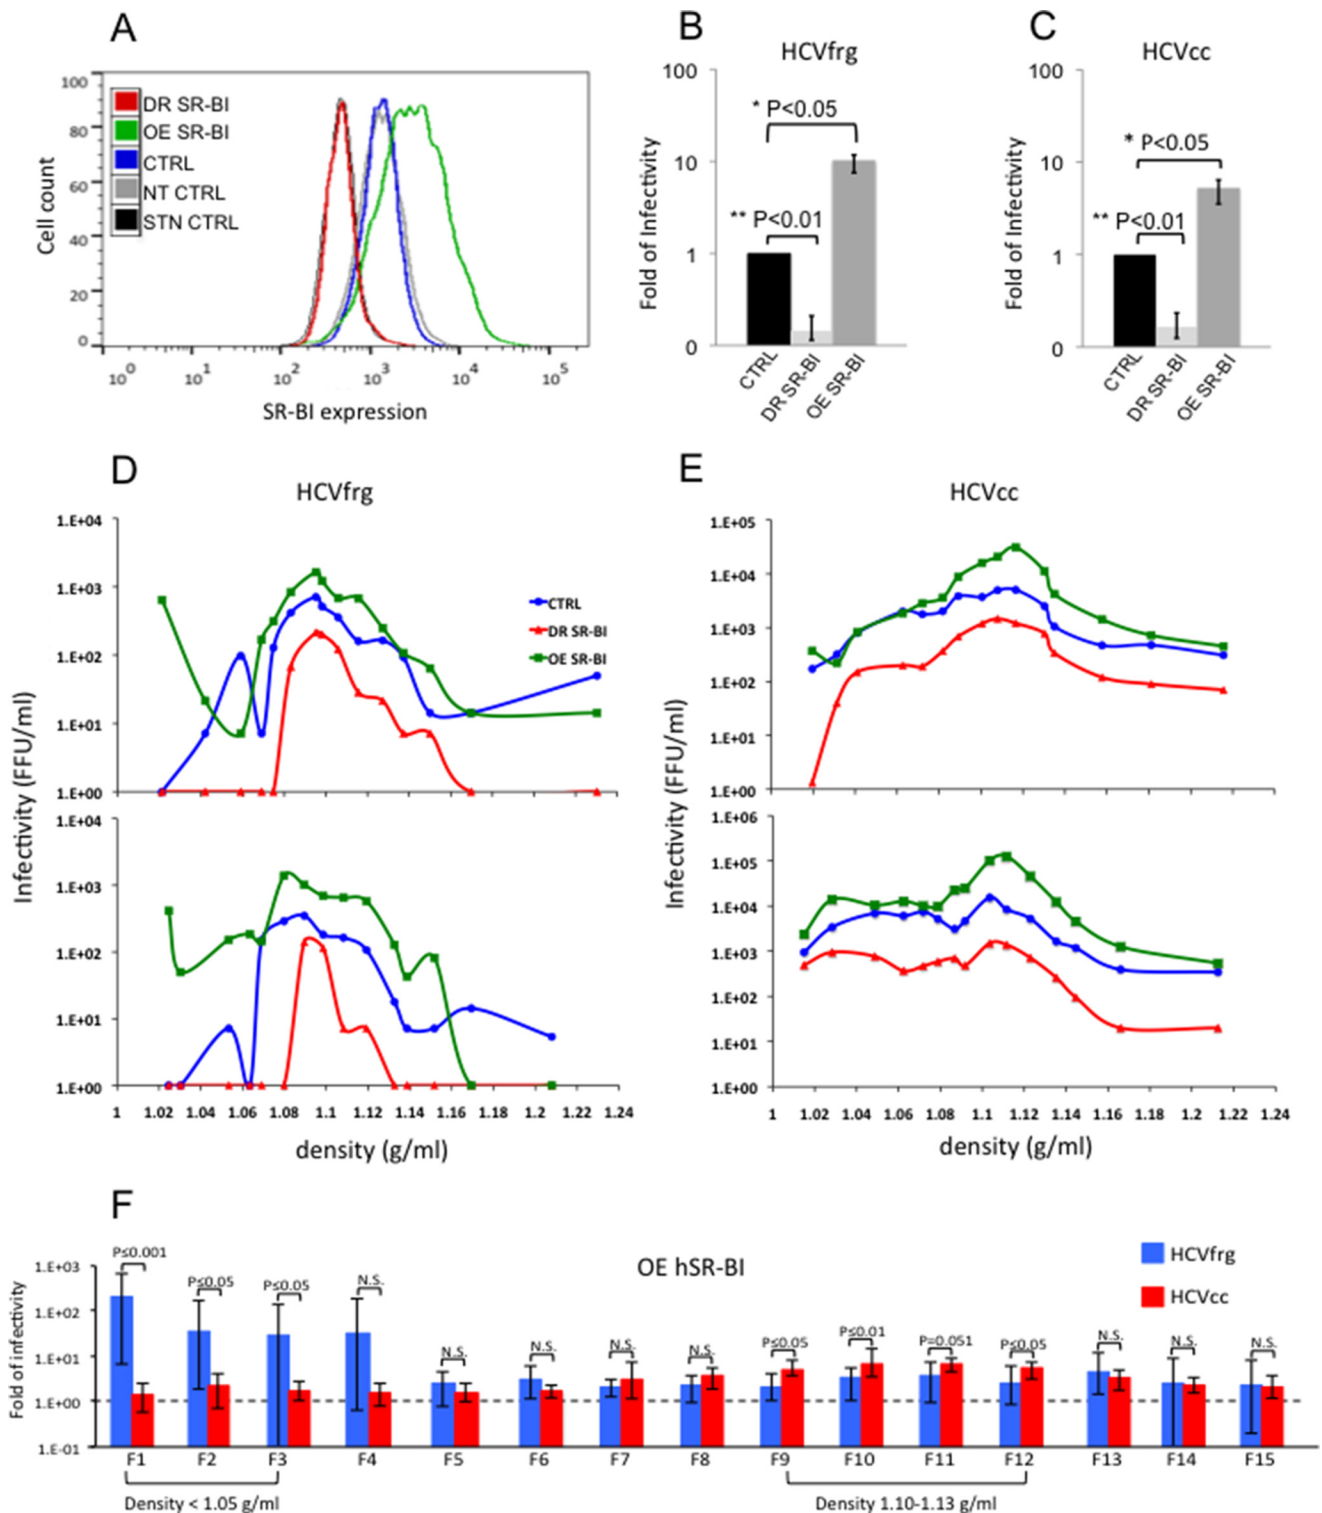 A
100
80
60
40
20
0
Cell count
DR SR-BI
OE SR-BI
CTRL
NT CTRL
STN CTRL
10^0 10^1 10^2 10^3 10^4 10^5
SR-BI expression
B
HCVfrg
100
10
1
0
Fold of Infectivity
* P<0.05
** P<0.01
CTRL
DR SR-BI
OE SR-BI
C
HCVcc
100
10
1
0
Fold of Infectivity
* P<0.05
** P<0.01
CTRL
DR SR-BI
OE SR-BI
D
HCVfrg
1.E+04
1.E+03
1.E+02
1.E+01
1.E+00
CTRL
DR SR-BI
OE SR-BI
Infectivity (FFU/ml)
1.E+04
1.E+03
1.E+02
1.E+01
1.E+00
1 1.02 1.04 1.06 1.08 1.1 1.12 1.14 1.16 1.18 1.2 1.22 1.24
density (g/ml)
E
HCVcc
1.E+05
1.E+04
1.E+03
1.E+02
1.E+01
1.E+00
Infectivity (FFU/ml)
1.E+06
1.E+05
1.E+04
1.E+03
1.E+02
1.E+01
1.E+00
1 1.02 1.04 1.06 1.08 1.1 1.12 1.14 1.16 1.18 1.2 1.22 1.24
density (g/ml)
F
OE hSR-BI
HCVfrg
HCVcc
Fold of infectivity
1.E+03
1.E+02
1.E+01
1.E+00
1.E-01
P≤0.001
P≤0.05
P≤0.05
N.S.
N.S.
N.S.
N.S.
N.S.
P≤0.05
P≤0.01
P=0.051
P≤0.05
N.S.
N.S.
N.S.
F1 F2 F3 F4 F5 F6 F7 F8 F9 F10 F11 F12 F13 F14 F15
Density < 1.05 g/ml
Density 1.10-1.13 g/ml